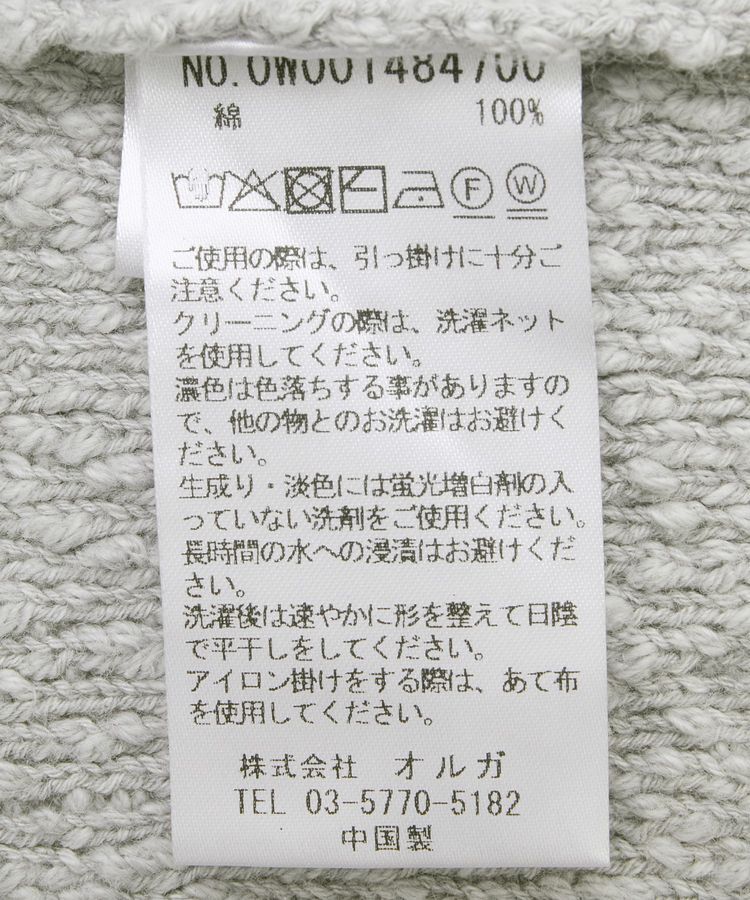 NO.OW001484700
綿 100%
F W
ご使用の際は、引っ掛けに十分ご
注意ください。
クリーニングの際は、洗濯ネット
を使用してください。
濃色は色落ちする事がありますの
で、他の物とのお洗濯はお避けく
ださい。
生成り・淡色には蛍光増白剤の入
っていない洗剤をご使用ください。
長時間の水への浸漬はお避けくだ
さい。
洗濯後は速やかに形を整えて日陰
で平干しをしてください。
アイロン掛けをする際は、あて布
を使用してください。
株式会社 オルガ
TEL 03-5770-5182
中国製